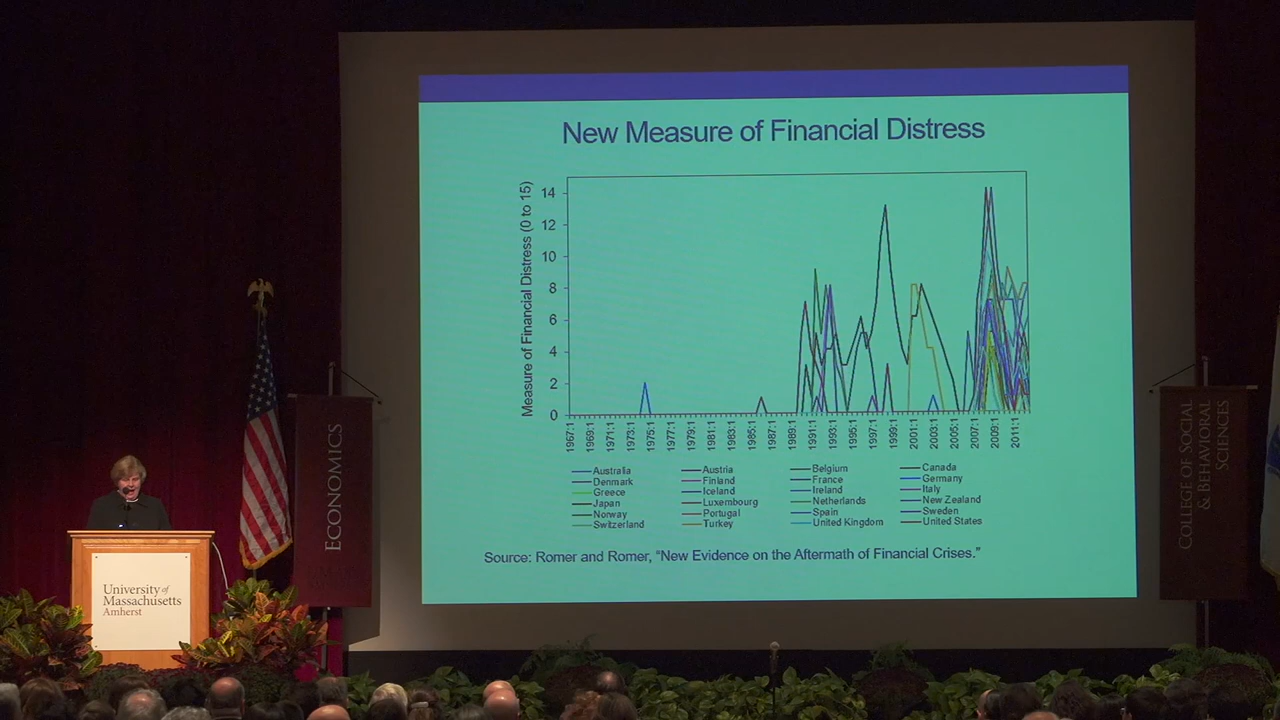 New Measure of Financial Distress
Measure of Financial Distress (0 to 15)
14
12
10
8
6
4
2
0
1967:1
1969:1
1971:1
1973:1
1975:1
1977:1
1979:1
1981:1
1983:1
1985:1
1987:1
1989:1
1991:1
1993:1
1995:1
1997:1
1999:1
2001:1
2003:1
2005:1
2007:1
2009:1
2011:1
Australia Austria Belgium Canada
Denmark Finland France Germany
Greece Iceland Ireland Italy
Japan Luxembourg Netherlands New Zealand
Norway Portugal Spain Sweden
Switzerland Turkey United Kingdom United States
Source: Romer and Romer, “New Evidence on the Aftermath of Financial Crises.”
ECONOMICS
COLLEGE OF SOCIAL
& BEHAVIORAL
SCIENCES
University of
Massachusetts
Amherst